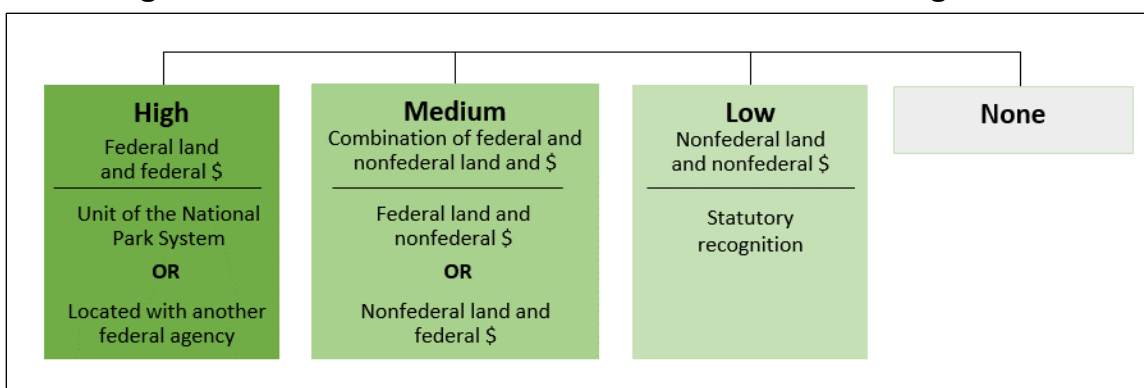 High
Federal land
and federal $
Unit of the National
Park System
OR
Located with another
federal agency
Medium
Combination of federal and
nonfederal land and $
Federal land and
nonfederal $
OR
Nonfederal land and
federal $
Low
Nonfederal land
and nonfederal $
Statutory
recognition
None